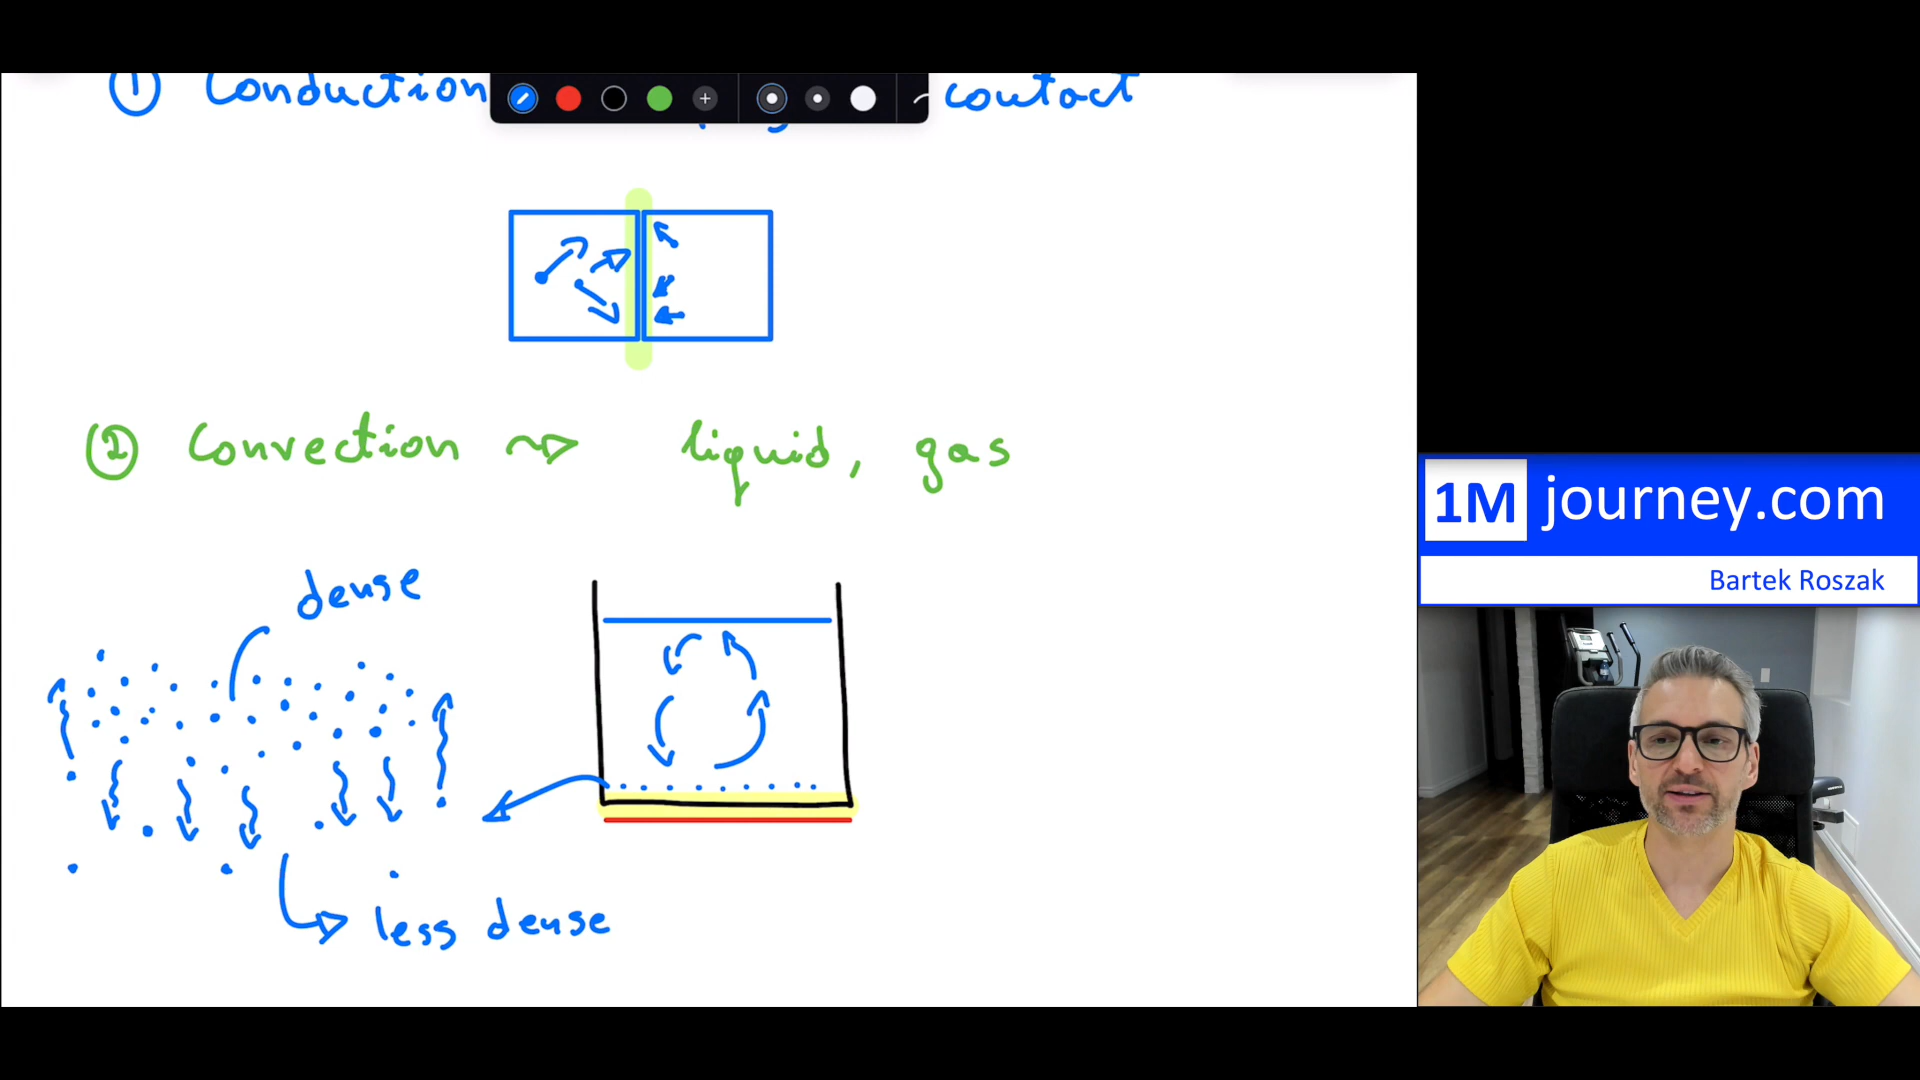 ① Conduction contact
② Convection ⇝ liquid, gas
dense
less dense
1M journey.com
Bartek Roszak